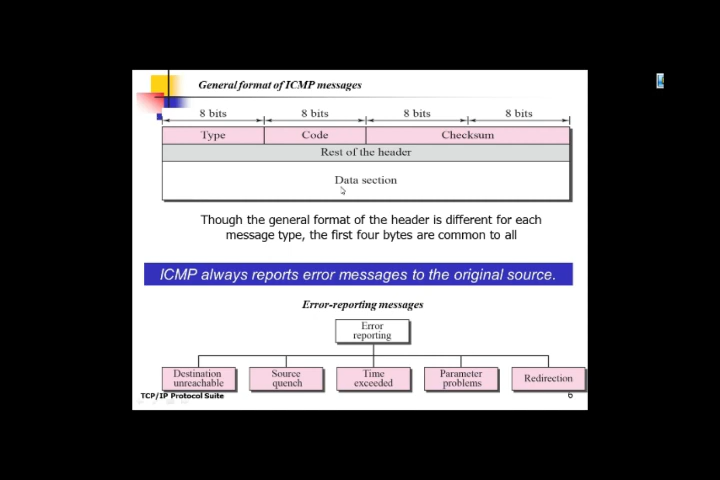 General format of ICMP messages
8 bits 8 bits 8 bits 8 bits
Type Code Checksum
Rest of the header
Data section
Though the general format of the header is different for each
message type, the first four bytes are common to all
ICMP always reports error messages to the original source.
Error-reporting messages
Error
reporting
Destination
unreachable
Source
quench
Time
exceeded
Parameter
problems
Redirection
TCP/IP Protocol Suite
6